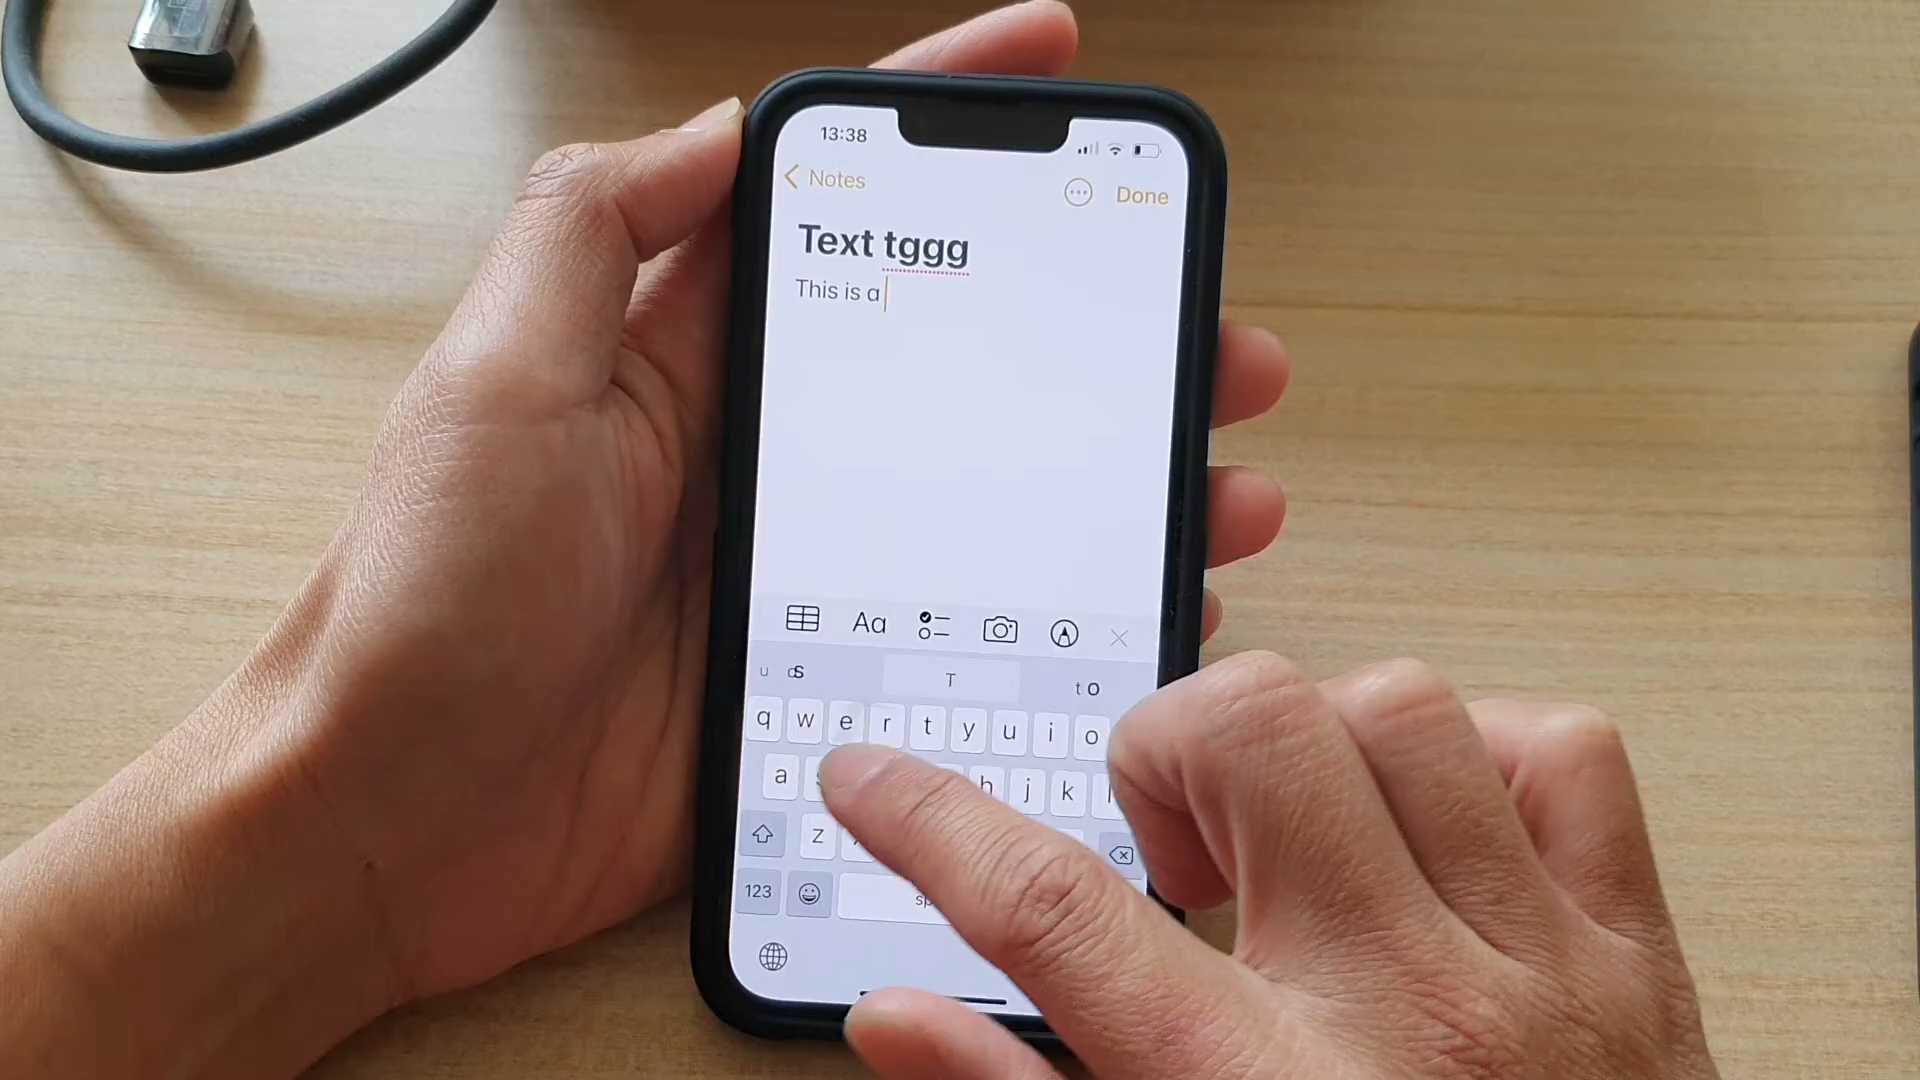 13:38
Notes
Done
Text tggg
This is a
Aa
T
to
q w e r t y u i o
a h j k
z
123